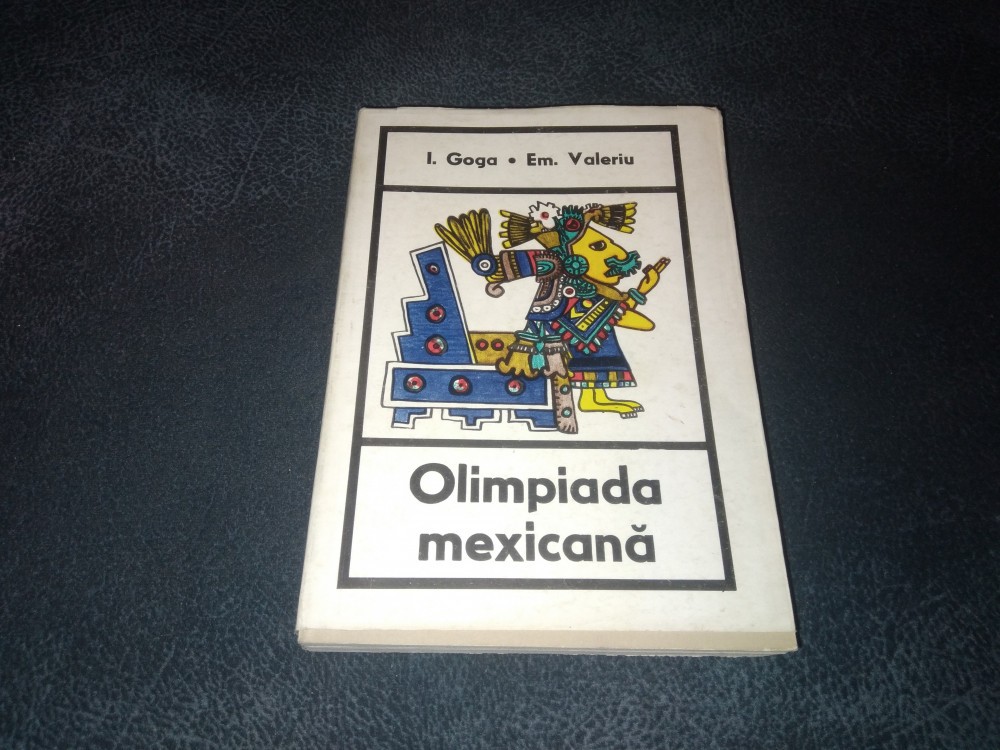 I. Goga • Em. Valeriu
Olimpiada
mexicană